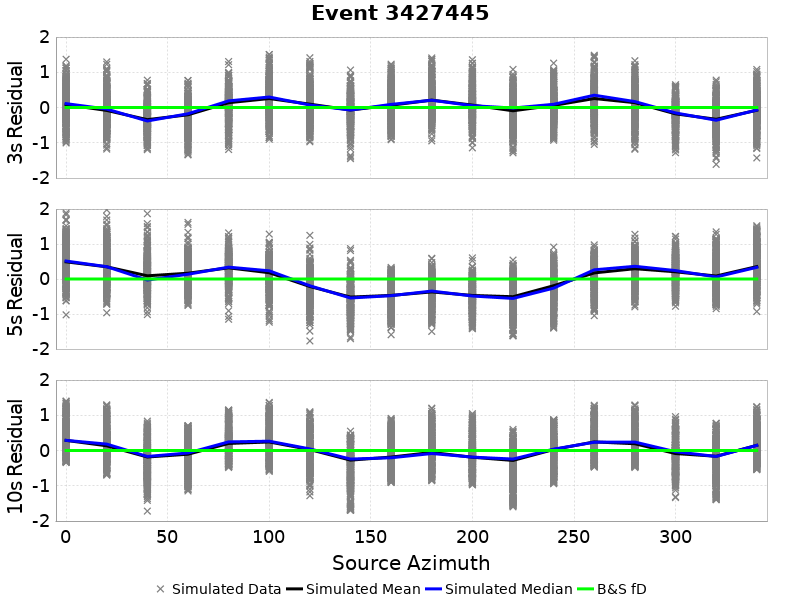 Event 3427445
3s Residual
2
1
0
-1
-2
5s Residual
2
1
0
-1
-2
10s Residual
2
1
0
-1
-2
0 50 100 150 200 250 300
Source Azimuth
Simulated Data Simulated Mean Simulated Median B&S fD